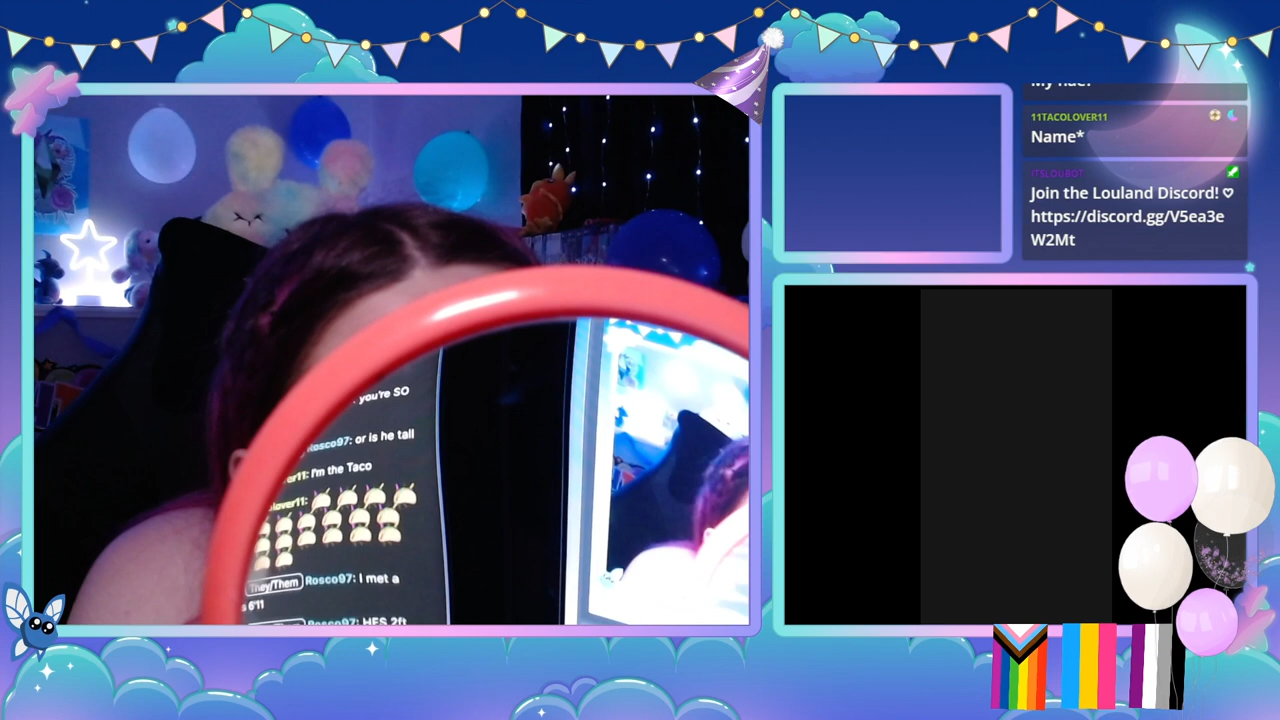 11TACOLOVER11
Name*
ITSLOUBOT
Join the Louland Discord! ♡
https://discord.gg/V5ea3e
W2Mt
you're SO
Rosco97: or is he tall
er11: I'm the Taco
lover11:
They/Them Rosco97: I met a
s 6'11
Rosco97: HES 2ft